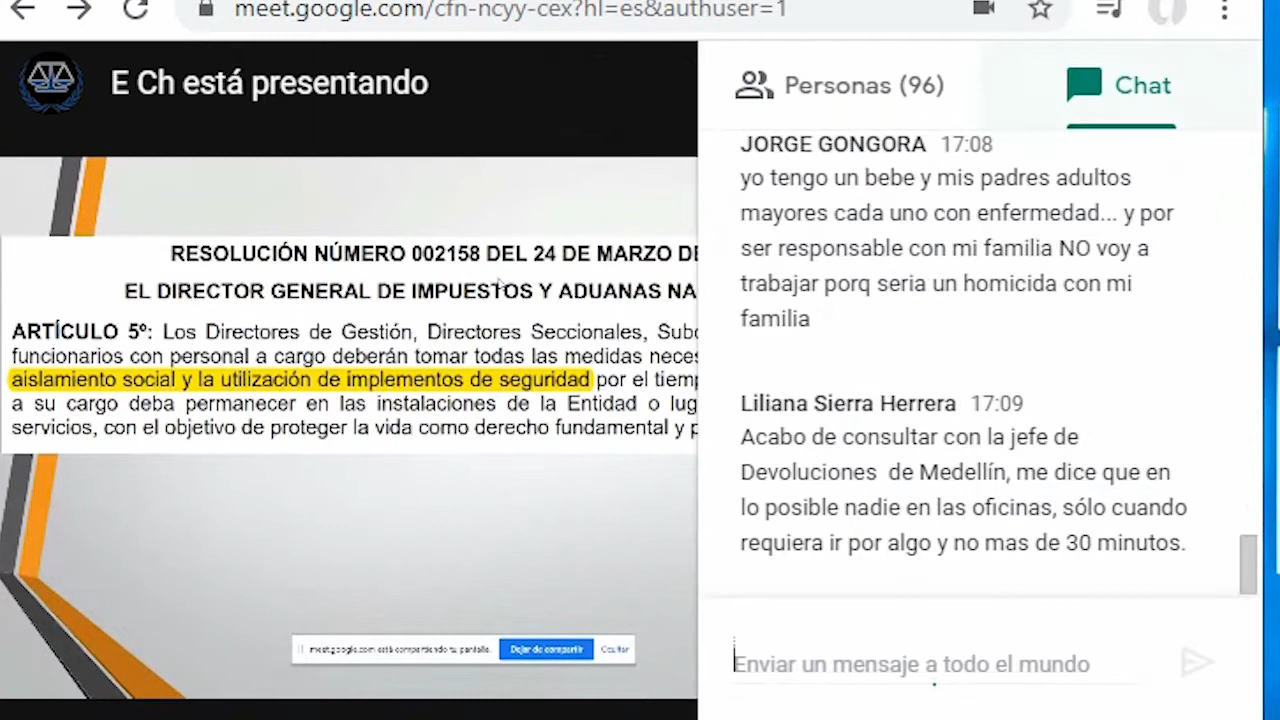 meet.google.com/cfn-ncyy-cex?hl=es&authuser=1
E Ch está presentando
RESOLUCIÓN NÚMERO 002158 DEL 24 DE MARZO DE
EL DIRECTOR GENERAL DE IMPUESTOS Y ADUANAS NA
ARTÍCULO 5º: Los Directores de Gestión, Directores Seccionales, Subd
funcionarios con personal a cargo deberán tomar todas las medidas neces
aislamiento social y la utilización de implementos de seguridad por el tiemp
a su cargo deba permanecer en las instalaciones de la Entidad o lug
servicios, con el objetivo de proteger la vida como derecho fundamental y p
meet.google.com está compartiendo tu pantalla.
Dejar de compartir
Ocultar
Personas (96)
Chat
JORGE GONGORA 17:08
yo tengo un bebe y mis padres adultos
mayores cada uno con enfermedad... y por
ser responsable con mi familia NO voy a
trabajar porq seria un homicida con mi
familia
Liliana Sierra Herrera 17:09
Acabo de consultar con la jefe de
Devoluciones de Medellín, me dice que en
lo posible nadie en las oficinas, sólo cuando
requiera ir por algo y no mas de 30 minutos.
Enviar un mensaje a todo el mundo